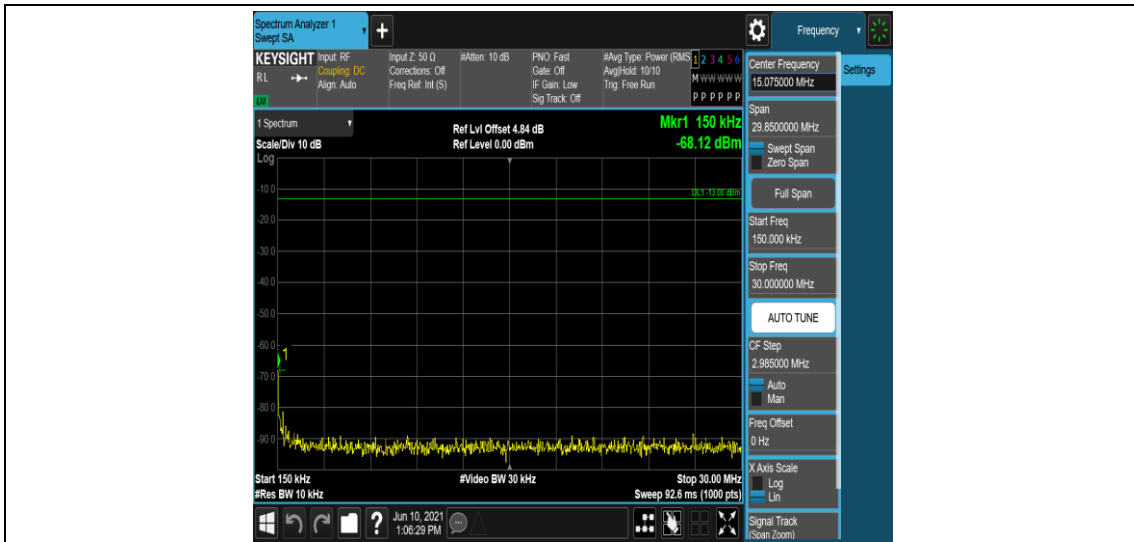 Spectrum Analyzer 1
Swept SA
+
Frequency
KEYSIGHT
RL
Input: RF
Coupling: DC
Align: Auto
Input Z: 50 Ω
Corrections: Off
Freq Ref: Int (S)
#Atten: 10 dB
PNO: Fast
Gate: Off
IF Gain: Low
Sig Track: Off
#Avg Type: Power (RMS
Avg|Hold: 10/10
Trig: Free Run
1 2 3 4 5 6
M W W W W W
P P P P P P
1 Spectrum
Scale/Div 10 dB
Ref Lvl Offset 4.84 dB
Ref Level 0.00 dBm
Mkr1 150 kHz
-68.12 dBm
Log
DL1 -13.00 dBm
-10.0
-20.0
-30.0
-40.0
-50.0
-60.0
1
-70.0
-80.0
-90.0
Start 150 kHz
#Video BW 30 kHz
Stop 30.00 MHz
#Res BW 10 kHz
Sweep 92.6 ms (1000 pts)
?
Jun 10, 2021
1:06:29 PM
Center Frequency
15.075000 MHz
Settings
Span
29.8500000 MHz
Swept Span
Zero Span
Full Span
Start Freq
150.000 kHz
Stop Freq
30.000000 MHz
AUTO TUNE
CF Step
2.985000 MHz
Auto
Man
Freq Offset
0 Hz
X Axis Scale
Log
Lin
Signal Track
(Span Zoom)